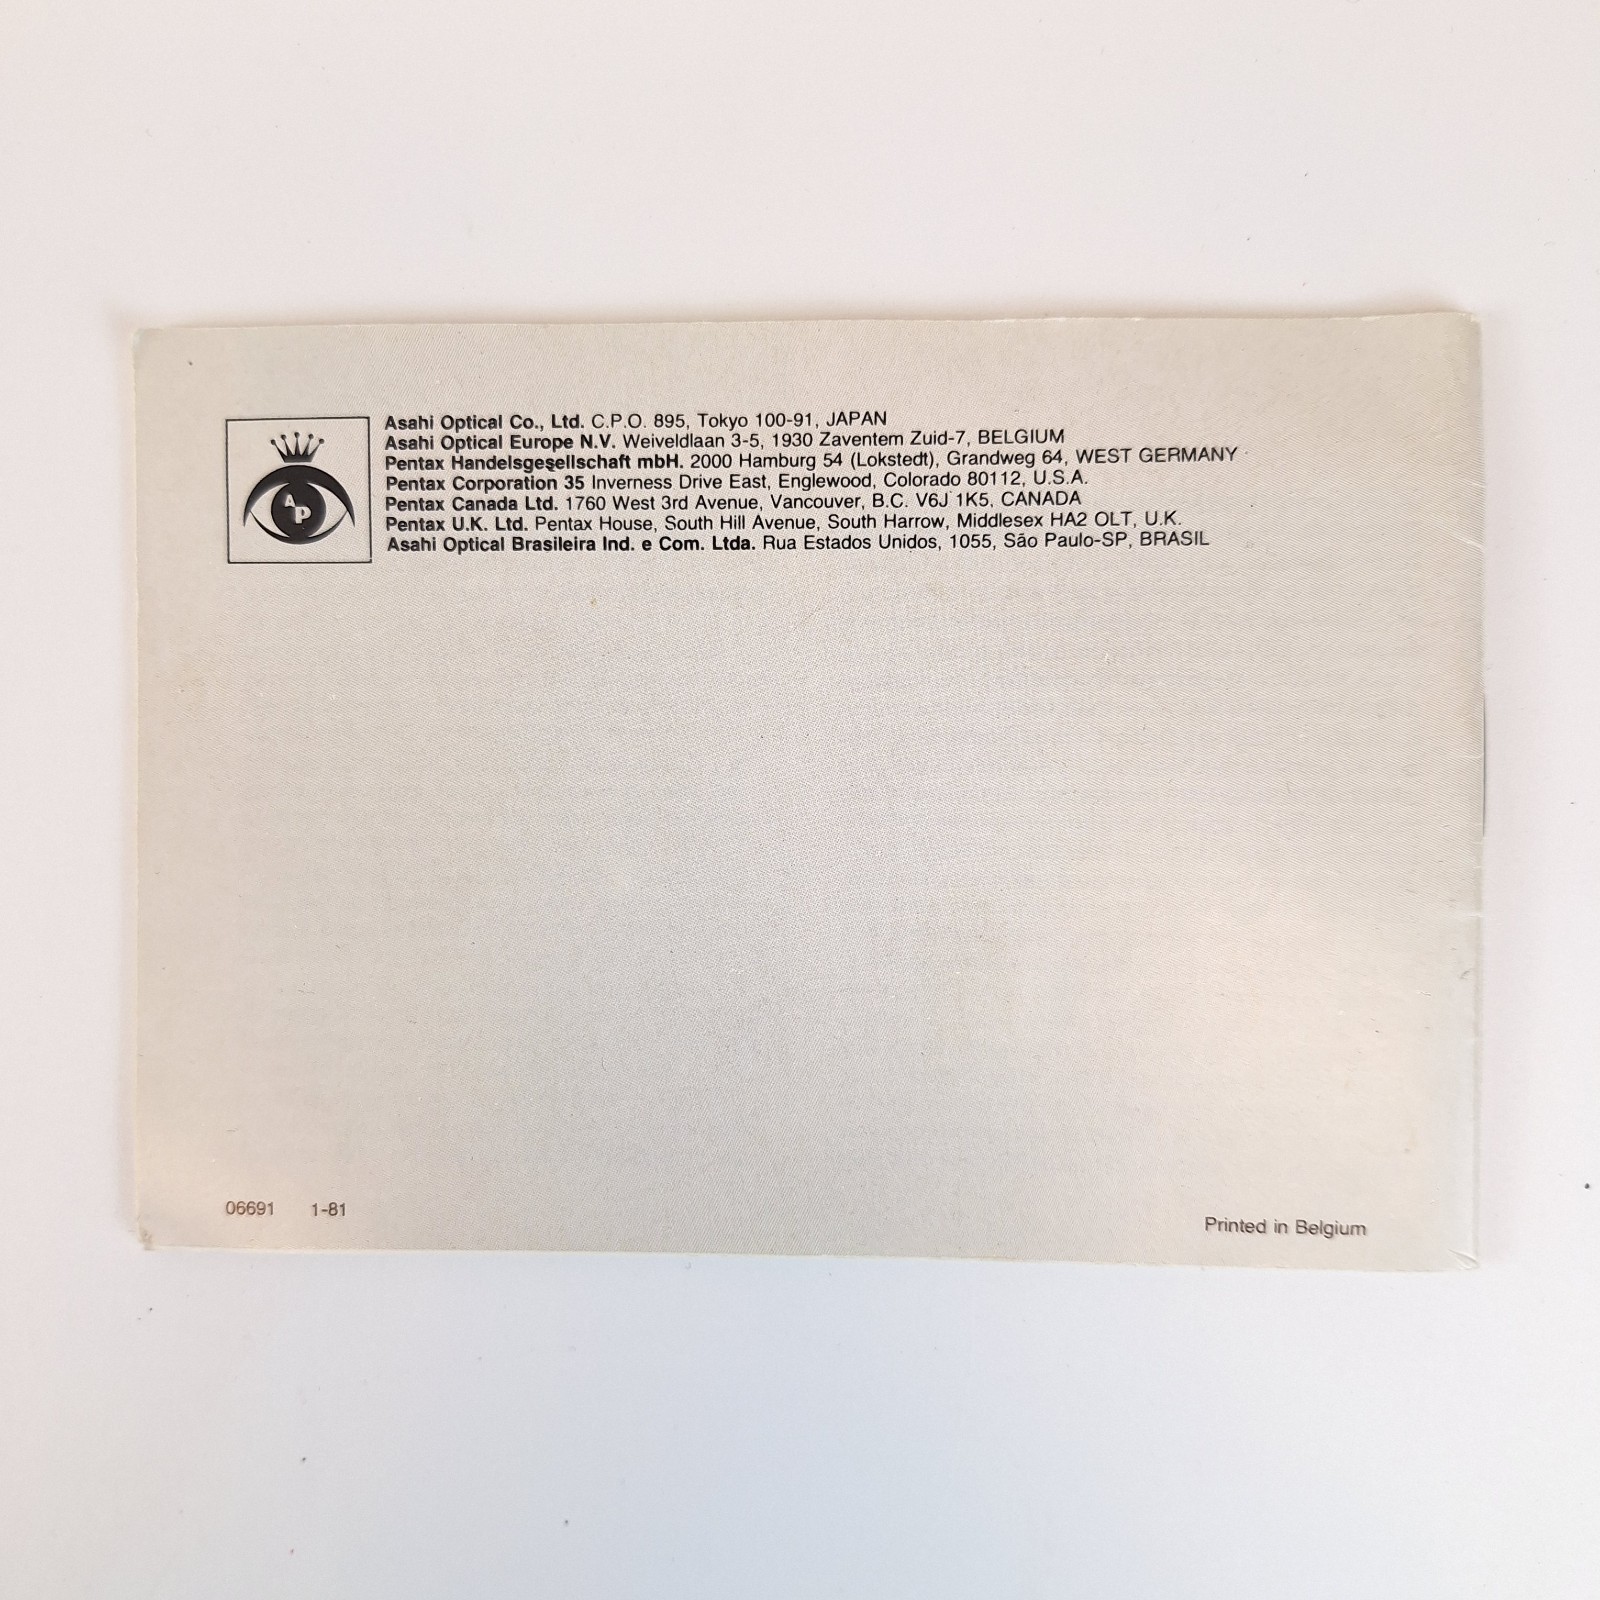 AP
Asahi Optical Co., Ltd. C.P.O. 895, Tokyo 100-91, JAPAN
Asahi Optical Europe N.V. Weiveldlaan 3-5, 1930 Zaventem Zuid-7, BELGIUM
Pentax Handelsgesellschaft mbH. 2000 Hamburg 54 (Lokstedt), Grandweg 64, WEST GERMANY
Pentax Corporation 35 Inverness Drive East, Englewood, Colorado 80112, U.S.A.
Pentax Canada Ltd. 1760 West 3rd Avenue, Vancouver, B.C. V6J 1K5, CANADA
Pentax U.K. Ltd. Pentax House, South Hill Avenue, South Harrow, Middlesex HA2 OLT, U.K.
Asahi Optical Brasileira Ind. e Com. Ltda. Rua Estados Unidos, 1055, São Paulo-SP, BRASIL
06691 1-81
Printed in Belgium